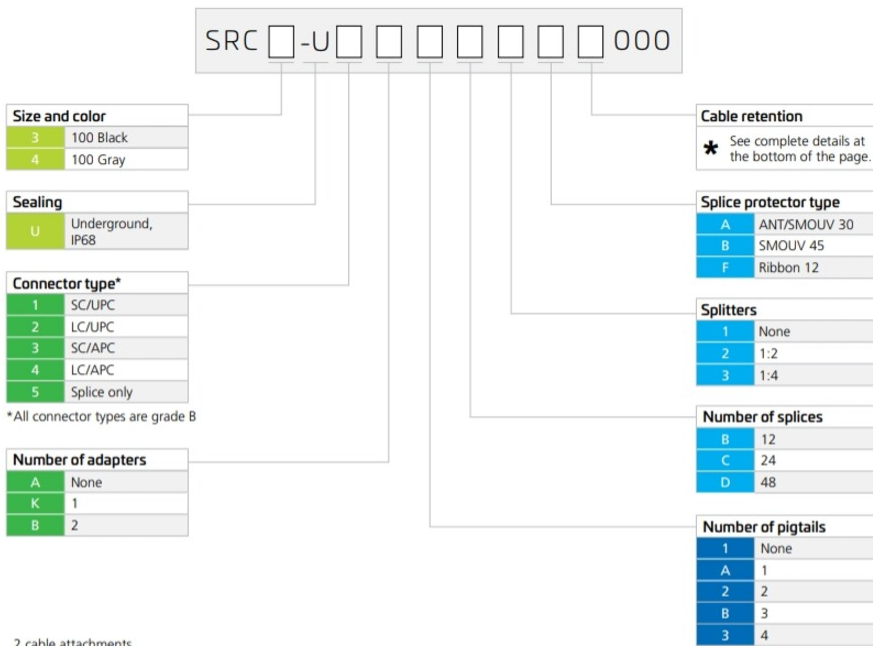 SRC -U 000
Size and color
3 100 Black
4 100 Gray
Sealing
U Underground,
IP68
Connector type*
1 SC/UPC
2 LC/UPC
3 SC/APC
4 LC/APC
5 Splice only
*All connector types are grade B
Number of adapters
A None
K 1
B 2
2 cable attachments
Cable retention
* See complete details at
the bottom of the page.
Splice protector type
A ANT/SMOUV 30
B SMOUV 45
F Ribbon 12
Splitters
1 None
2 1:2
3 1:4
Number of splices
B 12
C 24
D 48
Number of pigtails
1 None
A 1
2 2
B 3
3 4